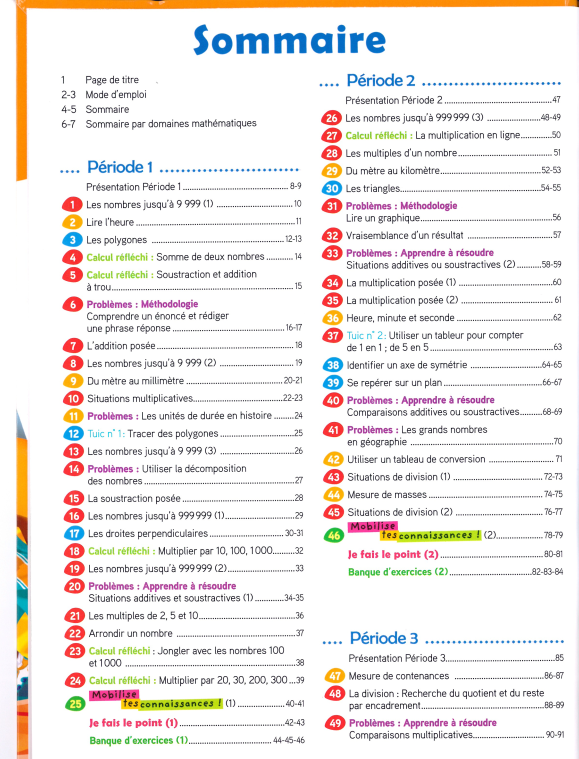 Sommaire
1 Page de titre
2-3 Mode d'emploi
4-5 Sommaire
6-7 Sommaire par domaines mathématiques
.... Période 1 ........................
Présentation Période 1 ........ 8-9
1 Les nombres jusqu'à 9 999 (1) ........ 10
2 Lire l'heure ........ 11
3 Les polygones ........ 12-13
4 Calcul réfléchi : Somme de deux nombres ........ 14
5 Calcul réfléchi : Soustraction et addition
à trou ........ 15
6 Problèmes : Méthodologie
Comprendre un énoncé et rédiger
une phrase réponse ........ 16-17
7 L'addition posée ........ 18
8 Les nombres jusqu'à 9 999 (2) ........ 19
9 Du mètre au millimètre ........ 20-21
10 Situations multiplicatives ........ 22-23
11 Problèmes : Les unités de durée en histoire ........ 24
12 Tuic n° 1 : Tracer des polygones ........ 25
13 Les nombres jusqu'à 9 999 (3) ........ 26
14 Problèmes : Utiliser la décomposition
des nombres ........ 27
15 La soustraction posée ........ 28
16 Les nombres jusqu'à 999 999 (1) ........ 29
17 Les droites perpendiculaires ........ 30-31
18 Calcul réfléchi : Multiplier par 10, 100, 1 000 ........ 32
19 Les nombres jusqu'à 999 999 (2) ........ 33
20 Problèmes : Apprendre à résoudre
Situations additives et soustractives (1) ........ 34-35
21 Les multiples de 2, 5 et 10 ........ 36
22 Arrondir un nombre ........ 37
23 Calcul réfléchi : Jongler avec les nombres 100
et 1 000 ........ 38
24 Calcul réfléchi : Multiplier par 20, 30, 200, 300 ... 39
25 Mobilise
tes connaissances ! (1) ........ 40-41
Je fais le point (1) ........ 42-43
Banque d'exercices (1) ........ 44-45-46
.... Période 2 ........................
Présentation Période 2 ........ 47
26 Les nombres jusqu'à 999 999 (3) ........ 48-49
27 Calcul réfléchi : La multiplication en ligne ........ 50
28 Les multiples d'un nombre ........ 51
29 Du mètre au kilomètre ........ 52-53
30 Les triangles ........ 54-55
31 Problèmes : Méthodologie
Lire un graphique ........ 56
32 Vraisemblance d'un résultat ........ 57
33 Problèmes : Apprendre à résoudre
Situations additives ou soustractives (2) ........ 58-59
34 La multiplication posée (1) ........ 60
35 La multiplication posée (2) ........ 61
36 Heure, minute et seconde ........ 62
37 Tuic n° 2 : Utiliser un tableur pour compter
de 1 en 1 ; de 5 en 5 ........ 63
38 Identifier un axe de symétrie ........ 64-65
39 Se repérer sur un plan ........ 66-67
40 Problèmes : Apprendre à résoudre
Comparaisons additives ou soustractives ........ 68-69
41 Problèmes : Les grands nombres
en géographie ........ 70
42 Utiliser un tableau de conversion ........ 71
43 Situations de division (1) ........ 72-73
44 Mesure de masses ........ 74-75
45 Situations de division (2) ........ 76-77
46 Mobilise
tes connaissances ! (2) ........ 78-79
Je fais le point (2) ........ 80-81
Banque d'exercices (2) ........ 82-83-84
.... Période 3 ........................
Présentation Période 3 ........ 85
47 Mesure de contenances ........ 86-87
48 La division : Recherche du quotient et du reste
par encadrement ........ 88-89
49 Problèmes : Apprendre à résoudre
Comparaisons multiplicatives ........ 90-91